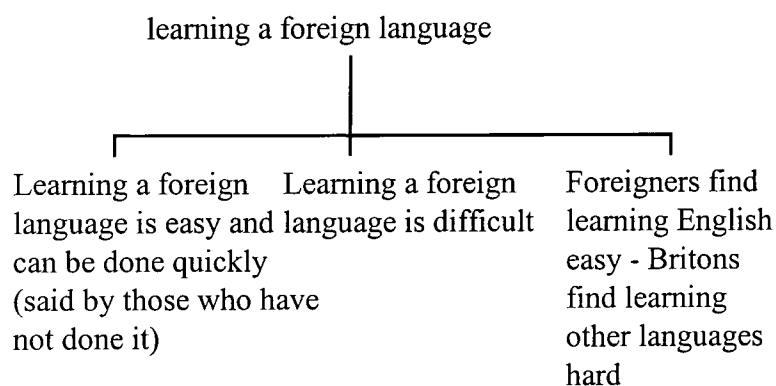 learning a foreign language
Learning a foreign
language is easy and
can be done quickly
(said by those who have
not done it)
Learning a foreign
language is difficult
Foreigners find
learning English
easy - Britons
find learning
other languages
hard